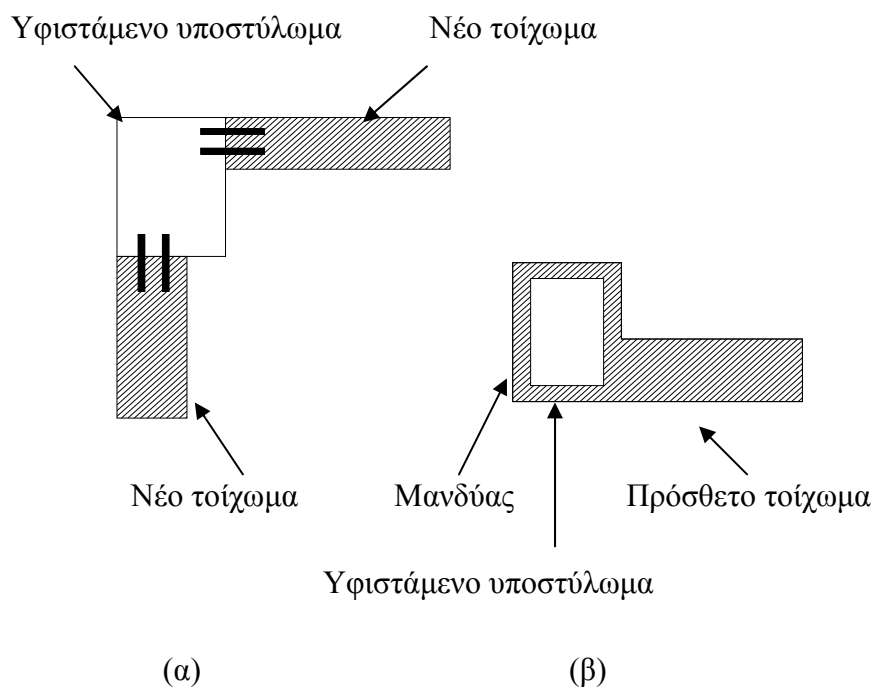 Υφιστάμενο υποστύλωμα
Νέο τοίχωμα
Νέο τοίχωμα
Μανδύας
Πρόσθετο τοίχωμα
Υφιστάμενο υποστύλωμα
(α)
(β)